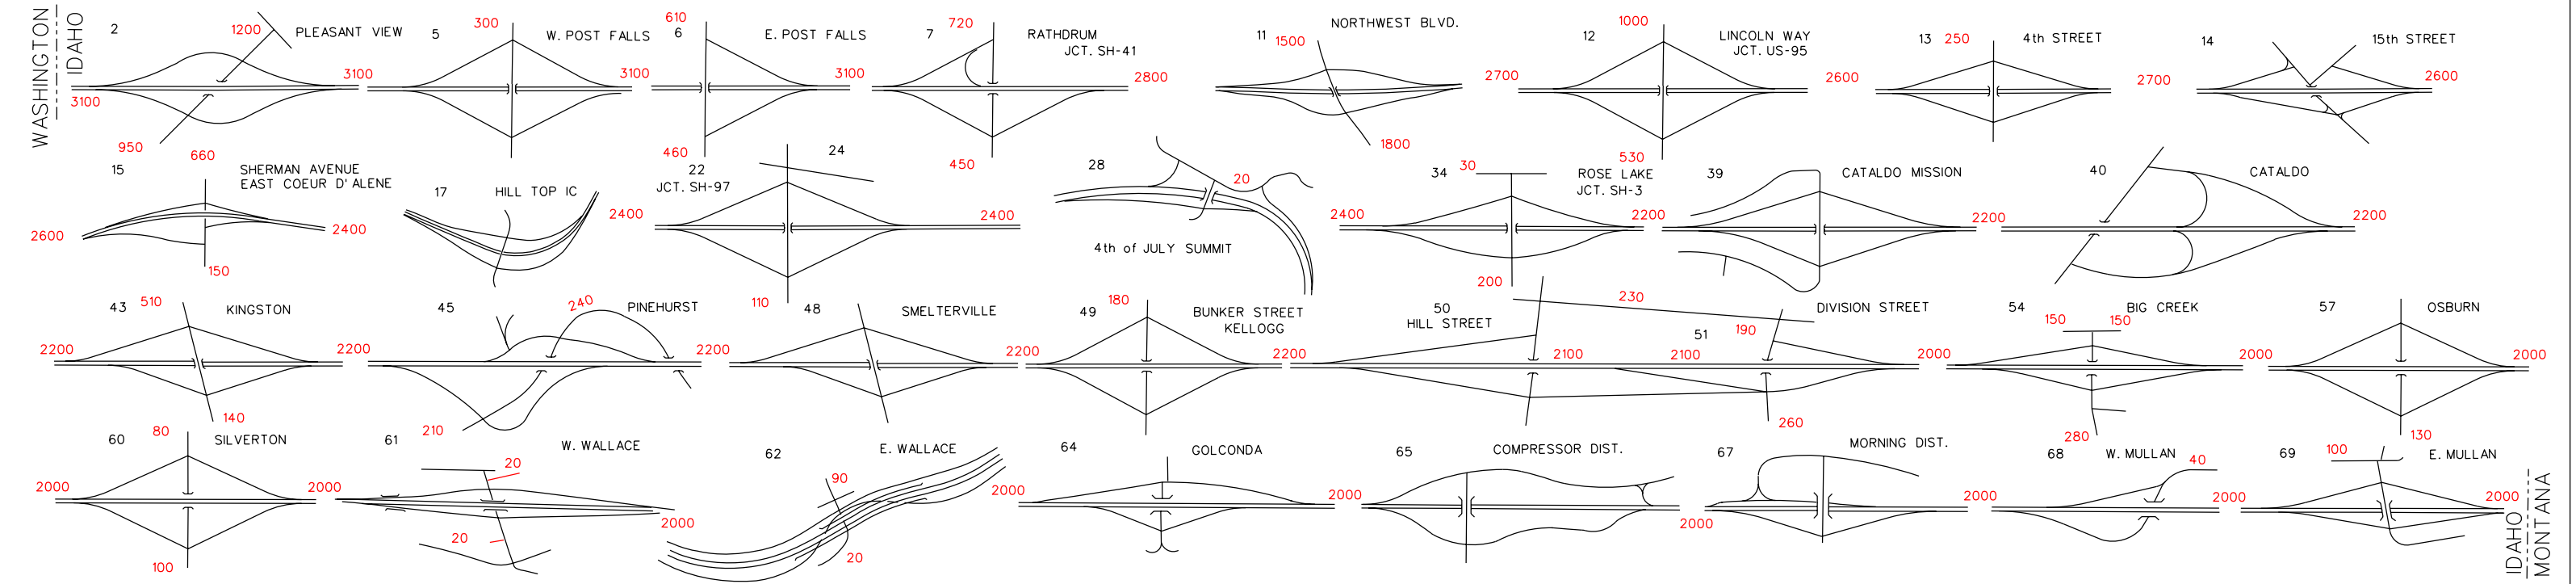 WASHINGTON
IDAHO
2
1200
PLEASANT VIEW
3100
3100
950
5
300
W. POST FALLS
3100
610
6
E. POST FALLS
3100
460
7
720
RATHDRUM
JCT. SH-41
2800
450
11
1500
NORTHWEST BLVD.
1800
2700
12
1000
LINCOLN WAY
JCT. US-95
2600
530
13
250
4th STREET
2700
14
15th STREET
2600
15
660
SHERMAN AVENUE
EAST COEUR D'ALENE
2600
2400
150
17
HILL TOP IC
2400
22
JCT. SH-97
24
2400
110
28
20
4th of JULY SUMMIT
2400
34
30
ROSE LAKE
JCT. SH-3
2200
200
39
CATALDO MISSION
2200
40
CATALDO
2200
43
510
KINGSTON
2200
2200
140
45
240
PINEHURST
2200
210
48
SMELTERVILLE
2200
49
180
BUNKER STREET
KELLOGG
2200
50
HILL STREET
230
2100
2100
51
190
DIVISION STREET
2000
260
54
150
150
BIG CREEK
2000
280
57
OSBURN
2000
130
60
80
SILVERTON
2000
2000
100
61
20
W. WALLACE
20
2000
62
90
E. WALLACE
20
2000
64
GOLCONDA
2000
65
COMPRESSOR DIST.
2000
67
MORNING DIST.
2000
68
W. MULLAN
40
2000
69
100
E. MULLAN
2000
IDAHO
MONTANA